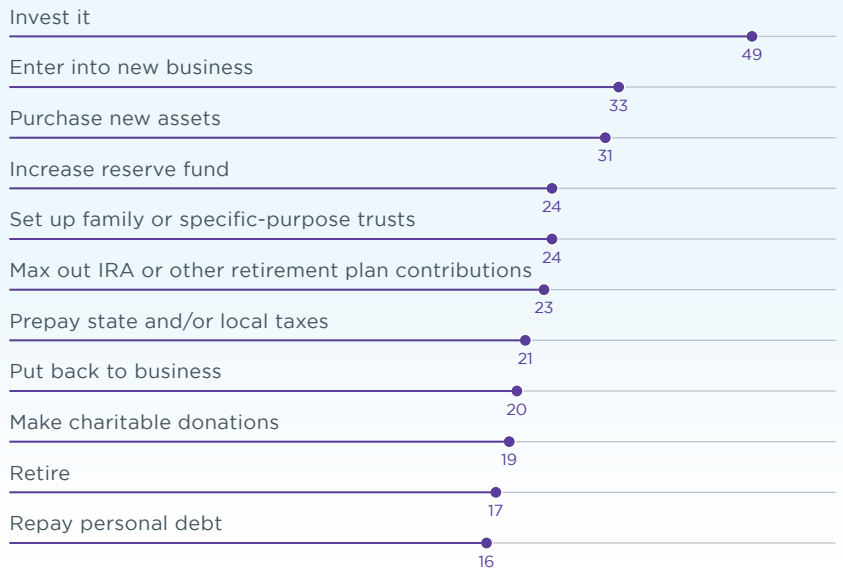 Invest it
49
Enter into new business
33
Purchase new assets
31
Increase reserve fund
24
Set up family or specific-purpose trusts
24
Max out IRA or other retirement plan contributions
23
Prepay state and/or local taxes
21
Put back to business
20
Make charitable donations
19
Retire
17
Repay personal debt
16